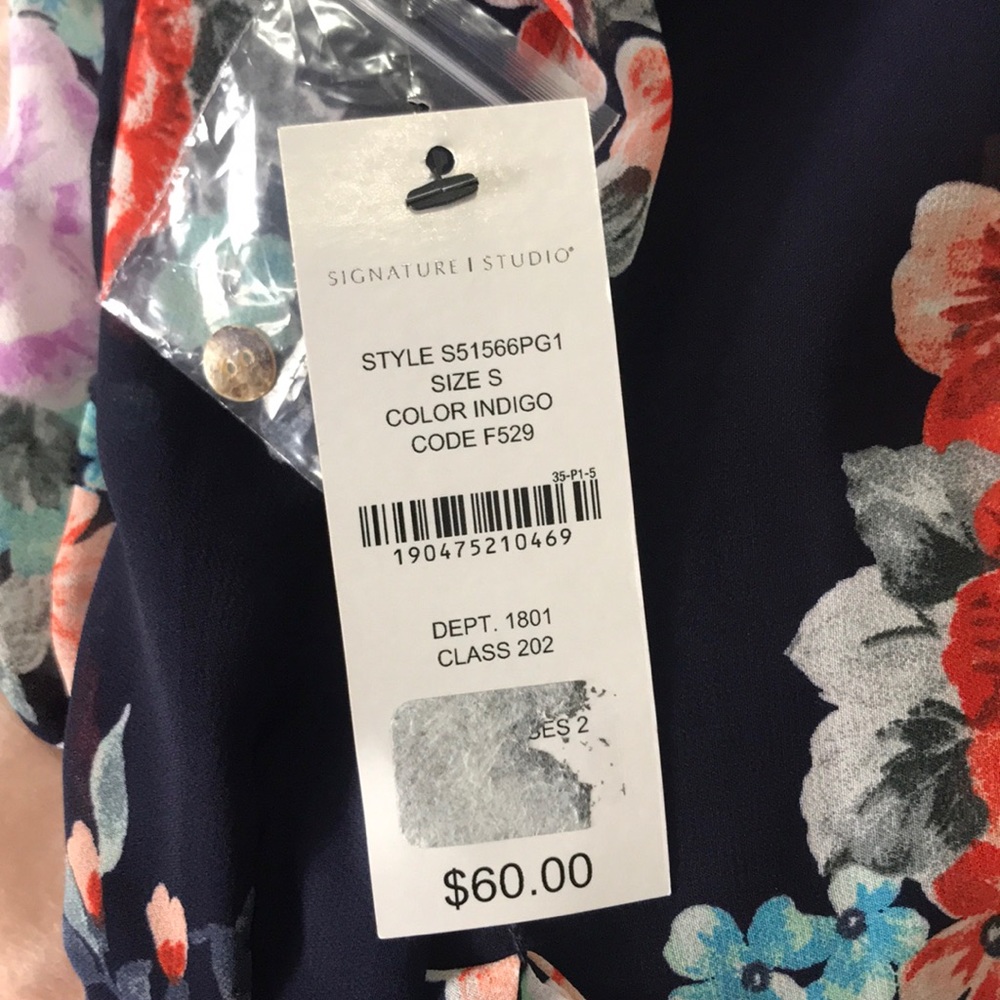 SIGNATURE | STUDIO®
STYLE S51566PG1
SIZE S
COLOR INDIGO
CODE F529
35-P1-5
190475210469
DEPT. 1801
CLASS 202
2
$60.00